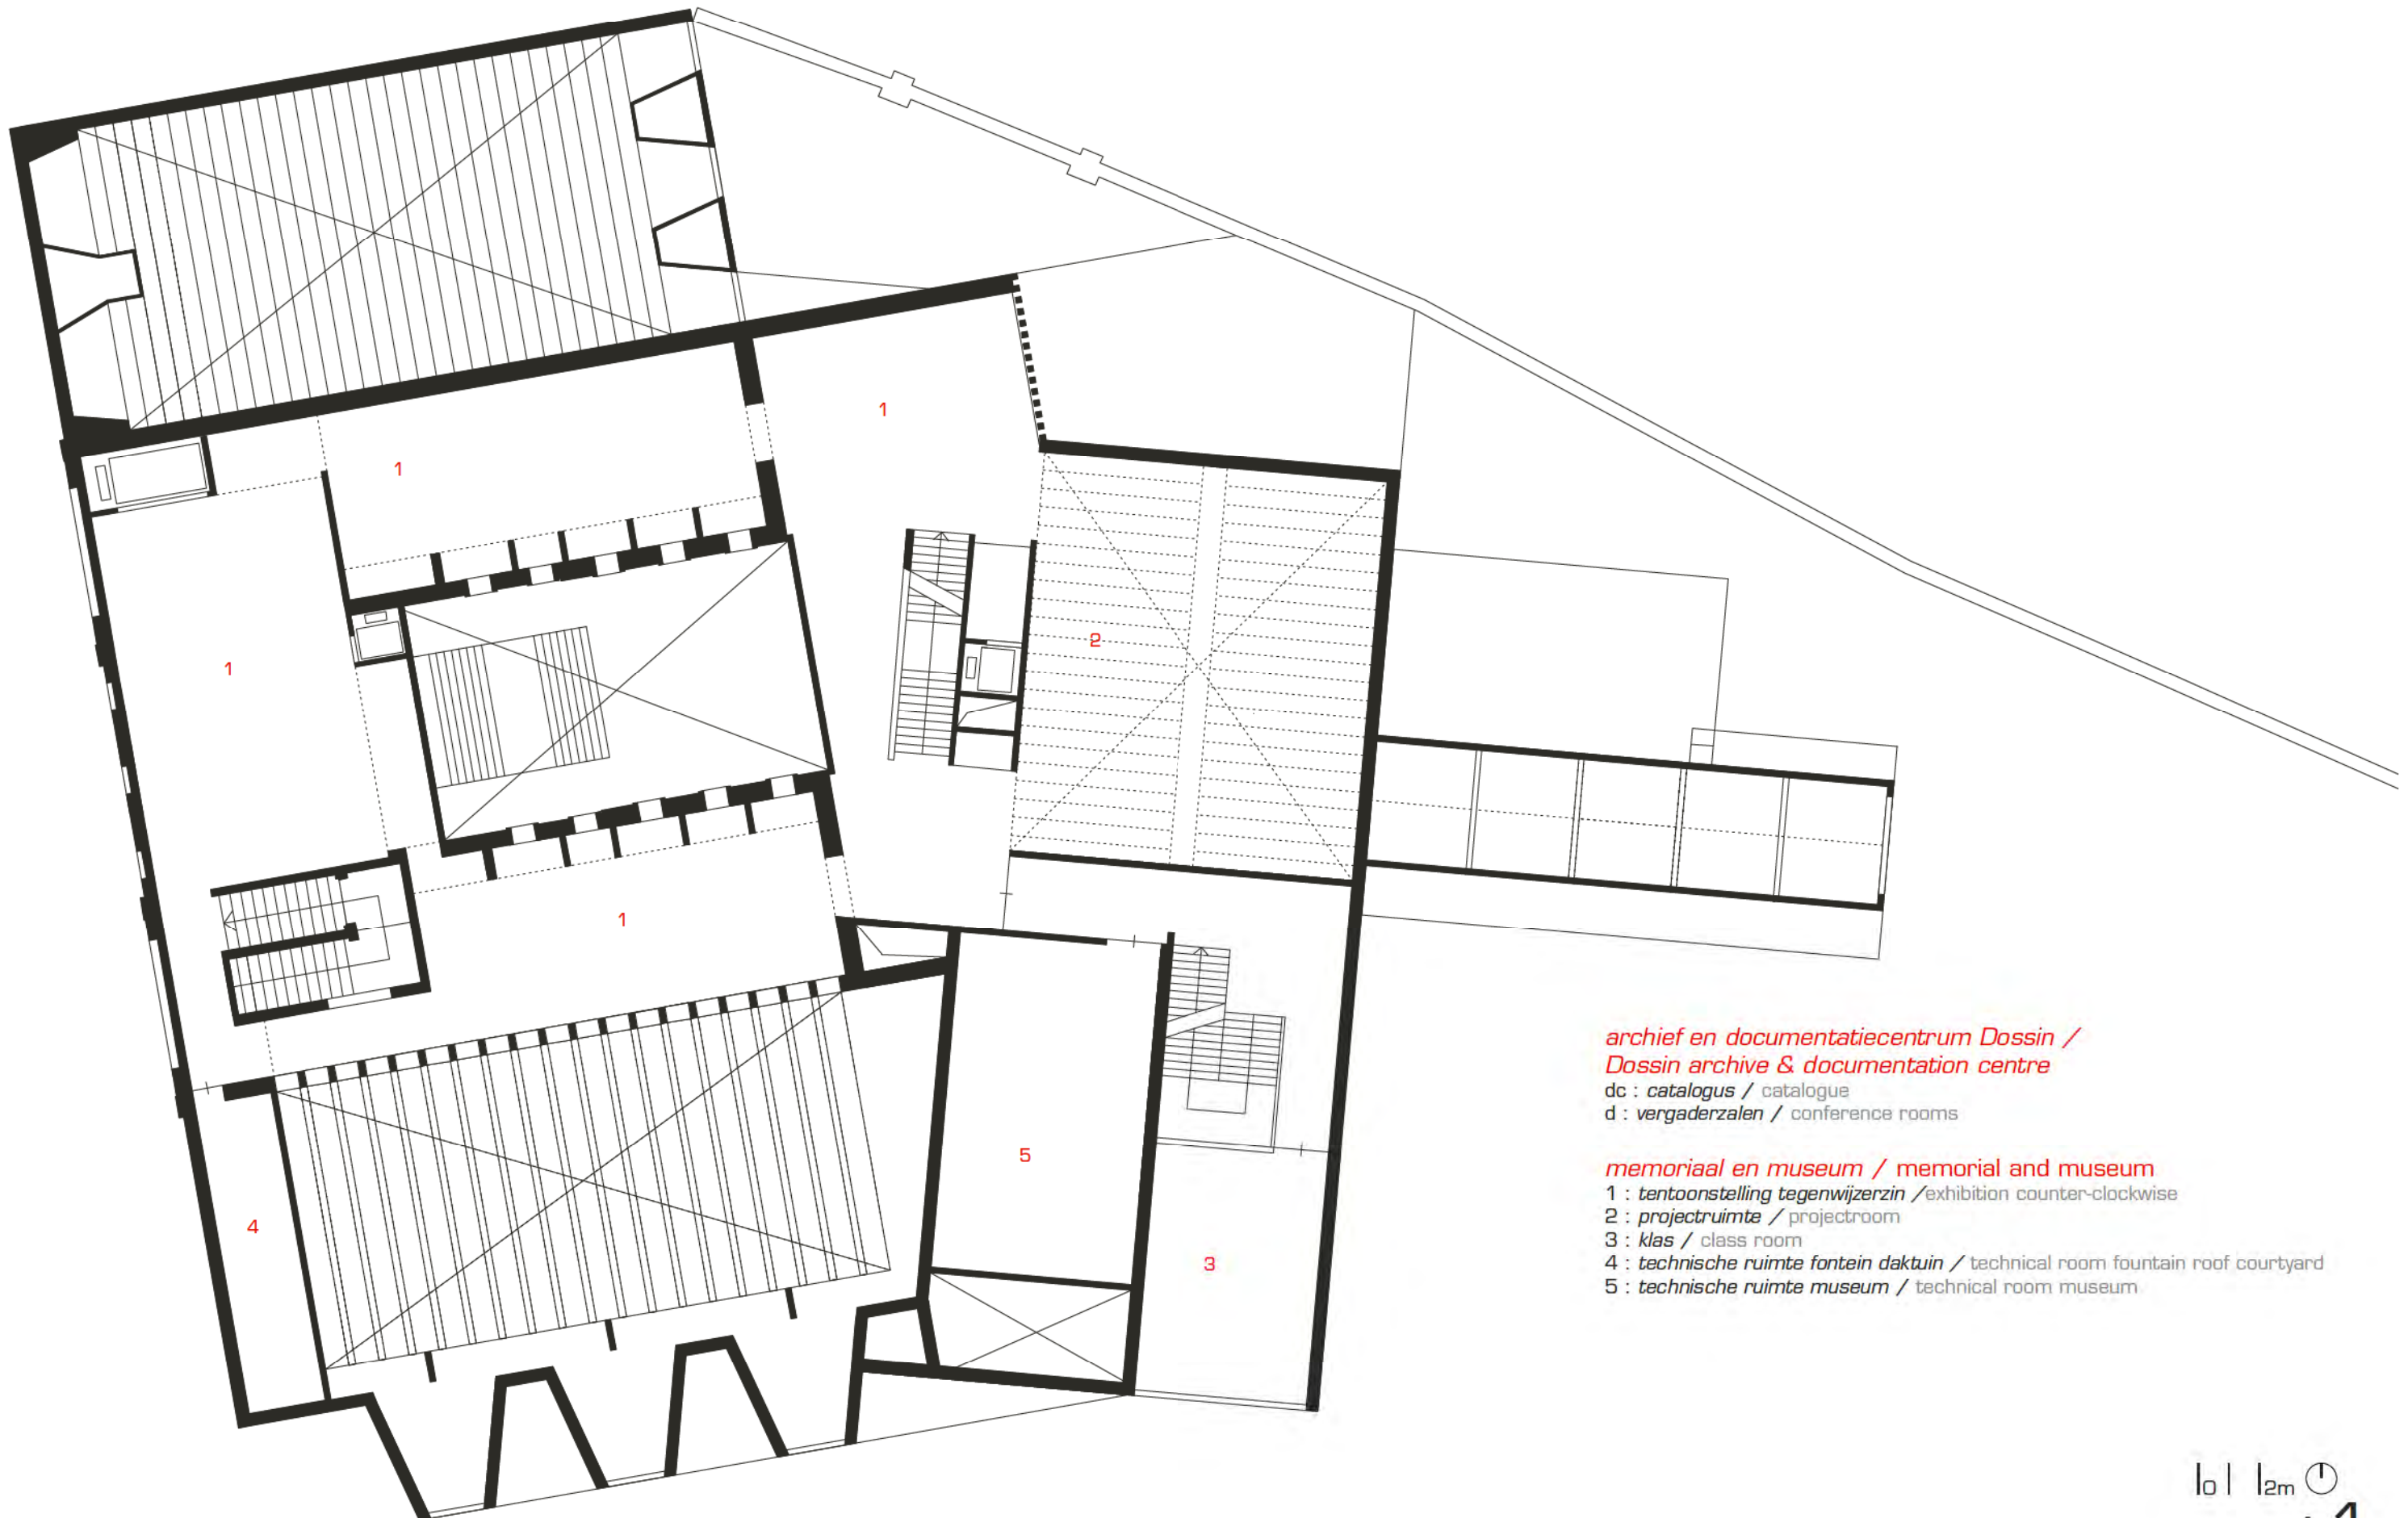 1
1
2
1
1
5
4
3
archief en documentatiecentrum Dossin /
Dossin archive & documentation centre
dc : catalogus / catalogue
d : vergaderzalen / conference rooms
memoriaal en museum / memorial and museum
1 : tentoonstelling tegenwijzerzin /exhibition counter-clockwise
2 : projectruimte / projectroom
3 : klas / class room
4 : technische ruimte fontein daktuin / technical room fountain roof courtyard
5 : technische ruimte museum / technical room museum
0 2m